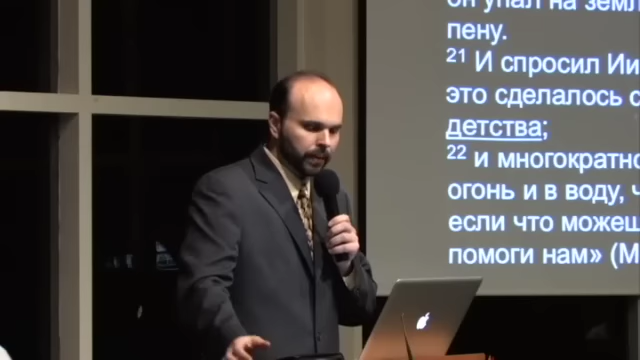 он упал на
пену.
21 И спросил
это сделалось
детства;
22 и многократно
огонь и в воду,
если что
помоги нам»